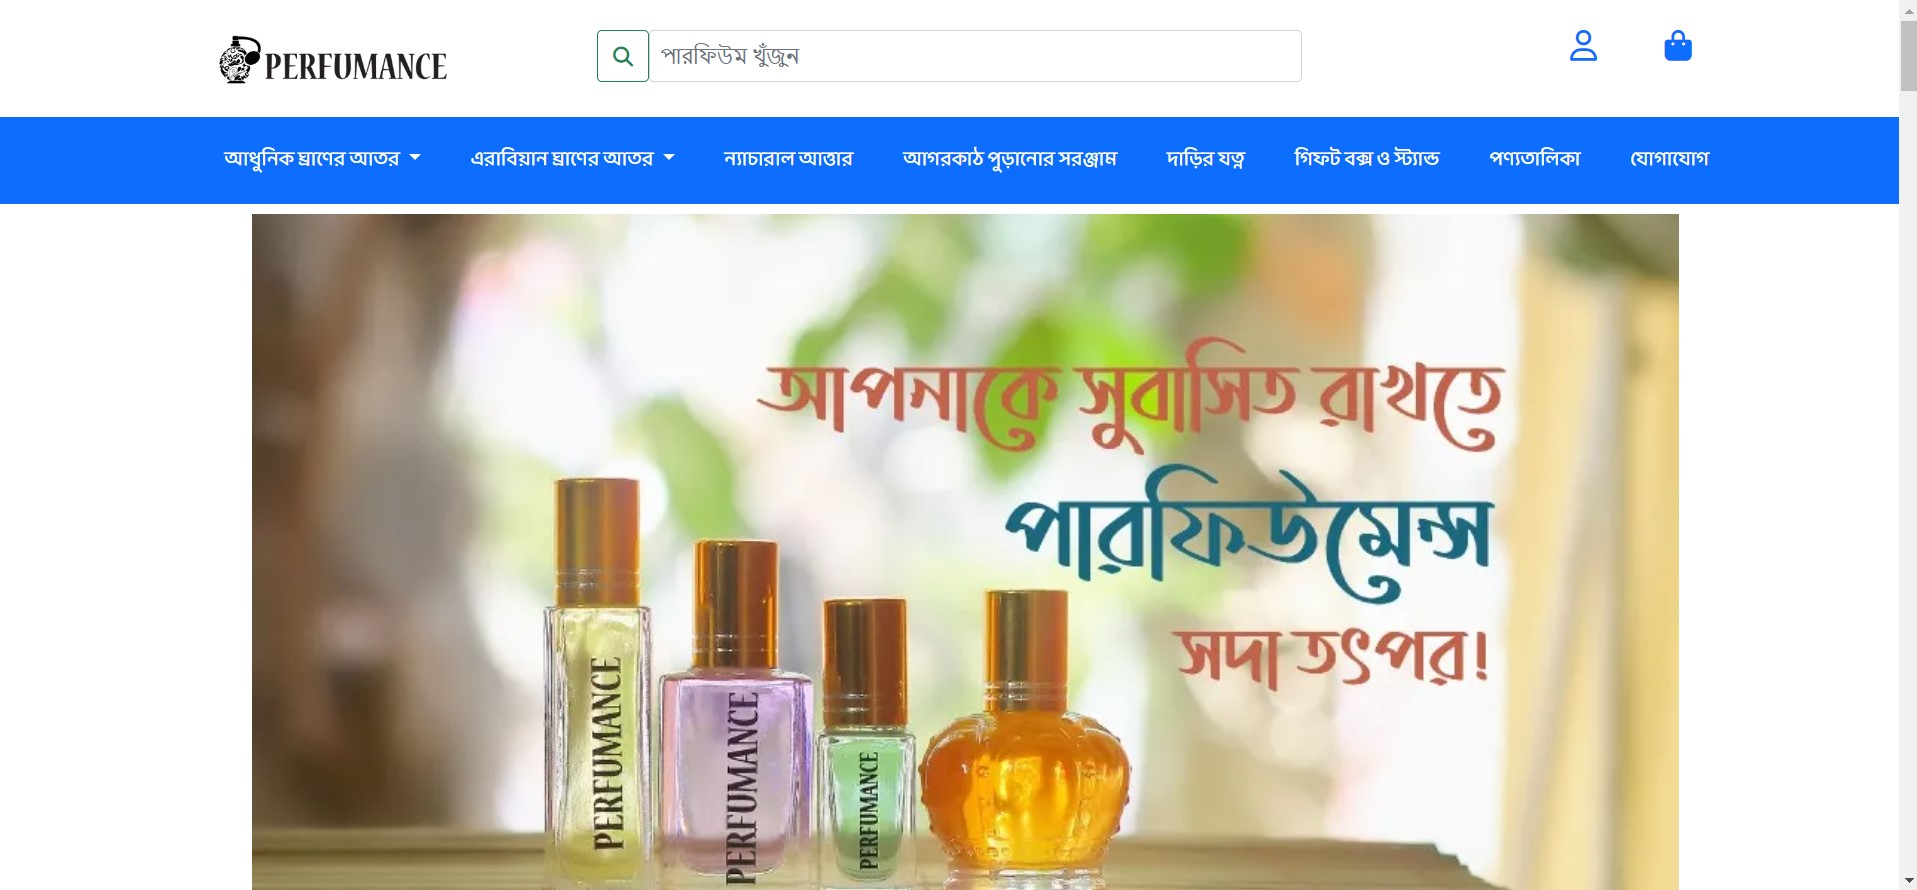 PERFUMANCE
পারফিউম খুঁজুন
আধুনিক ঘ্রাণের আতর
এরাবিয়ান ঘ্রাণের আতর
ন্যাচারাল আত্তার
আগরকাঠ পুড়ানোর সরঞ্জাম
দাড়ির যত্ন
গিফট বক্স ও স্ট্যান্ড
পণ্যতালিকা
যোগাযোগ
আপনাকে সুবাসিত রাখতে
পারফিউমেন্স
সদা তৎপর!
PERFUMANCE
PERFUMANCE
PERFUMANCE